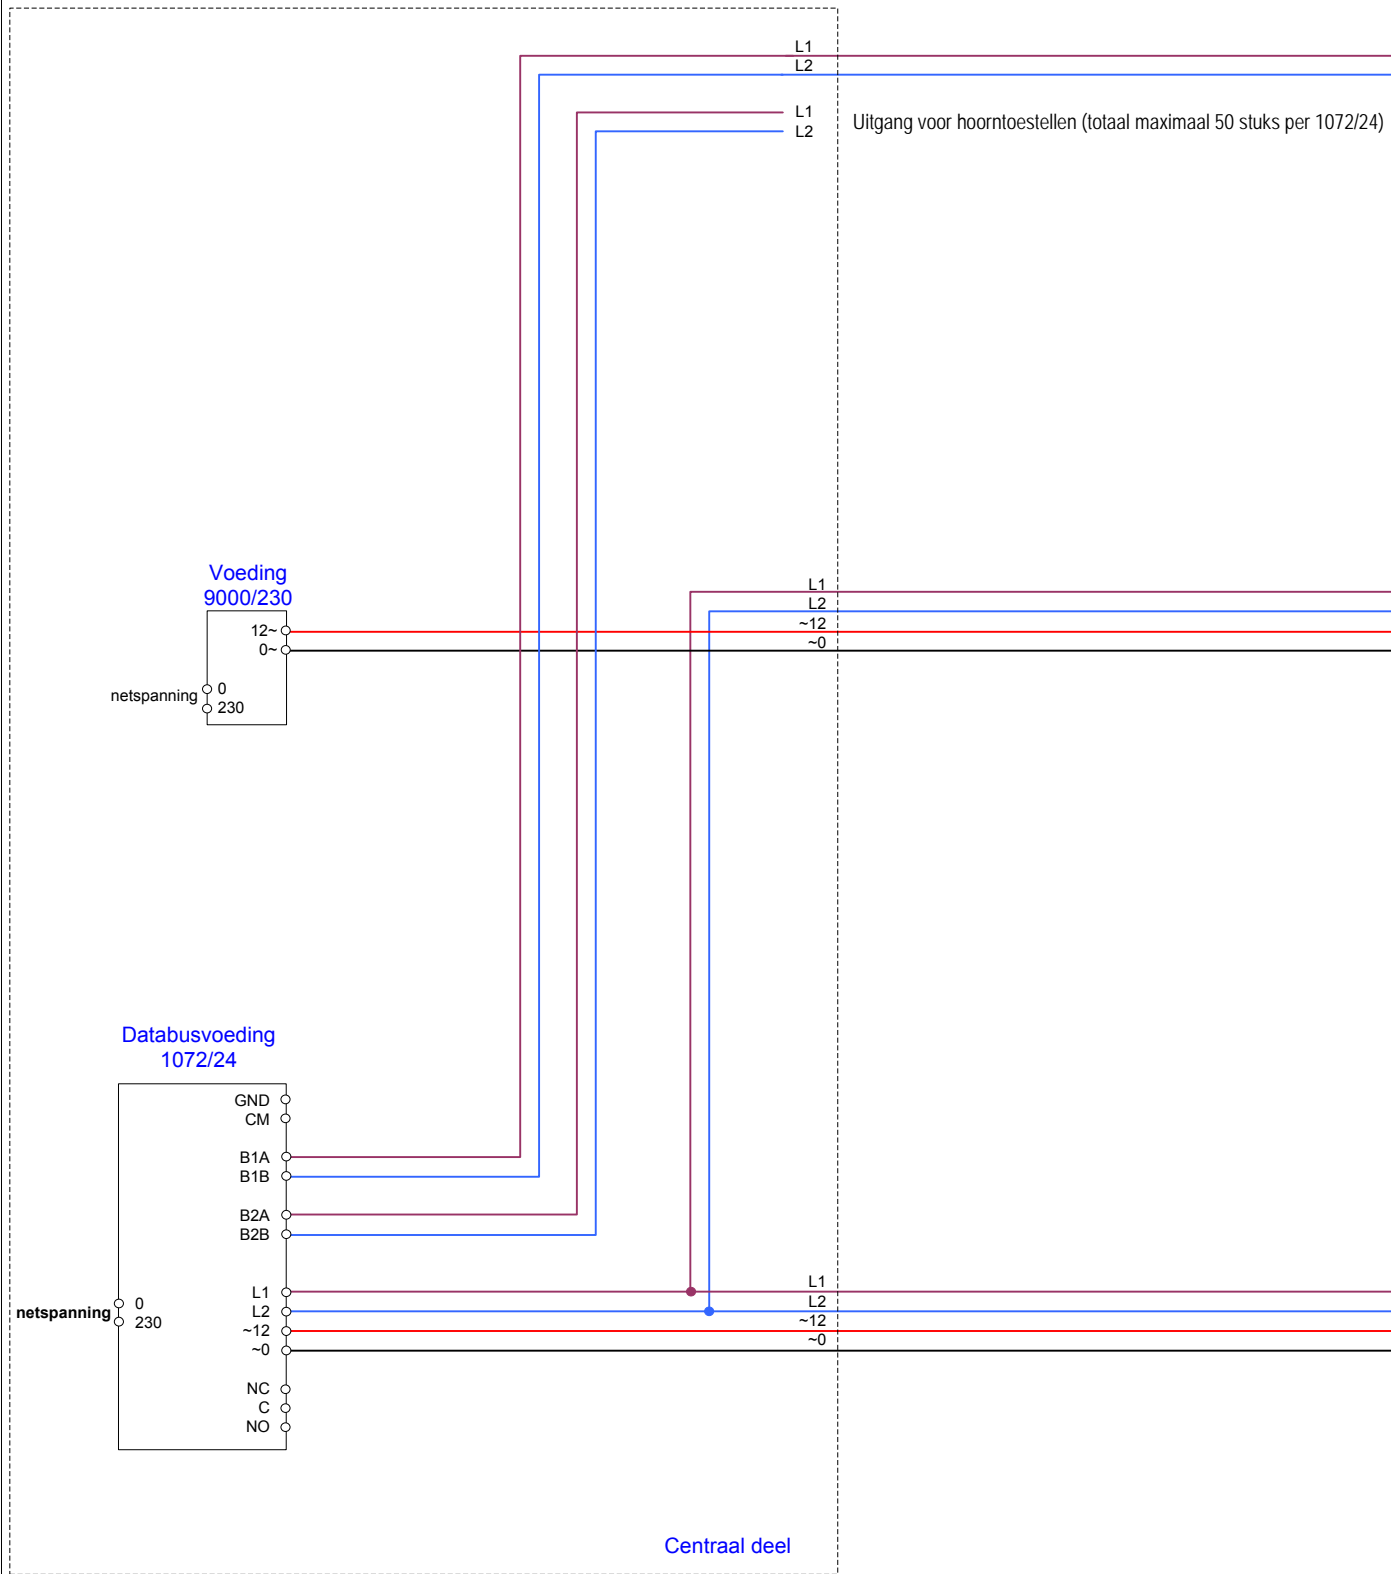 L1
L2
L1
L2
Uitgang voor hoorntoestellen (totaal maximaal 50 stuks per 1072/24)
Voeding
9000/230
12~
0~
netspanning
0
230
L1
L2
~12
~0
Databusvoeding
1072/24
GND
CM
B1A
B1B
B2A
B2B
L1
L2
~12
~0
NC
C
NO
netspanning
0
230
L1
L2
~12
~0
Centraal deel